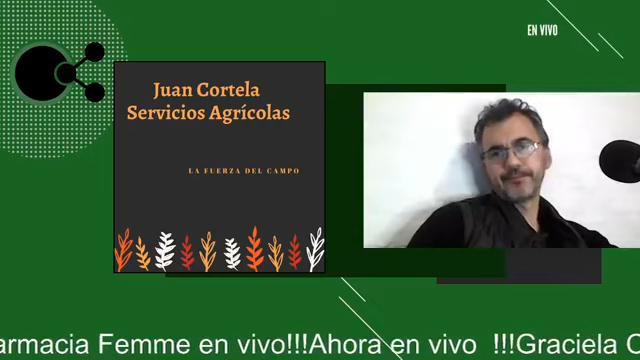 EN VIVO
Juan Cortela
Servicios Agrícolas
LA FUERZA DEL CAMPO
armacia Femme en vivo!!!Ahora en vivo !!!Graciela